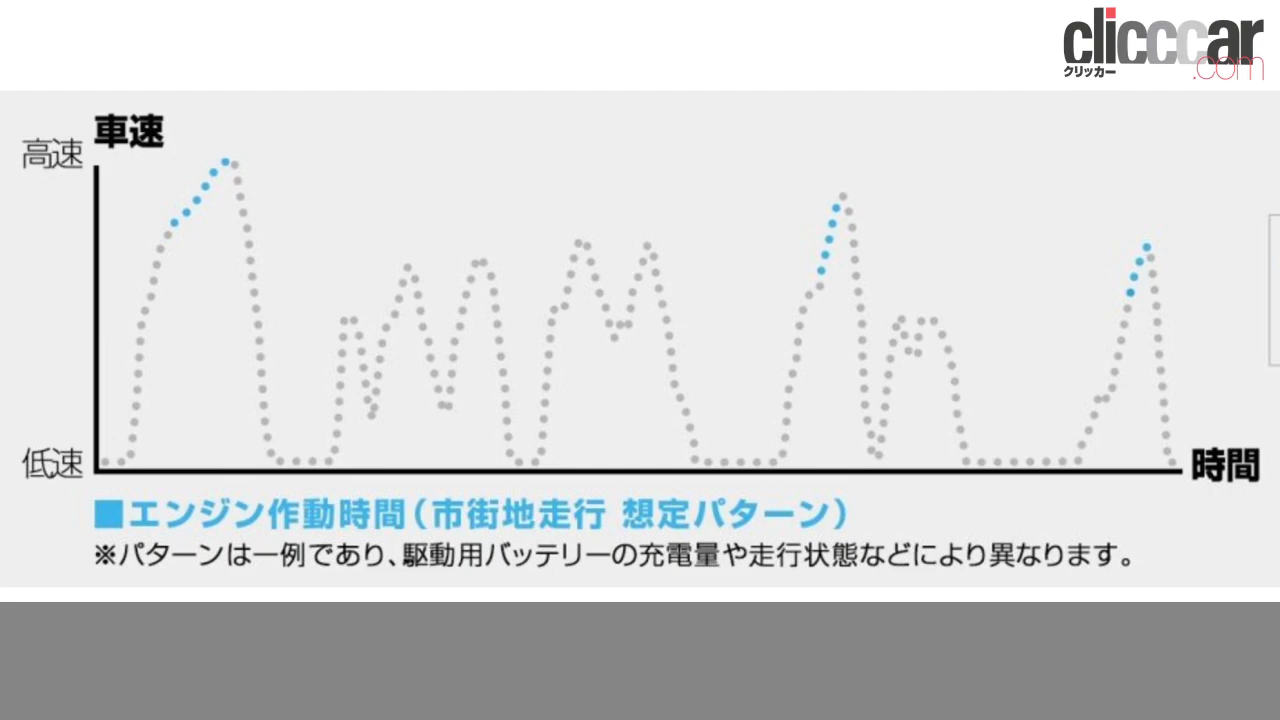 clicccar
クリッカー
.com
車速
高速
低速
時間
■エンジン作動時間（市街地走行 想定パターン）
※パターンは一例であり、駆動用バッテリーの充電量や走行状態などにより異なります。